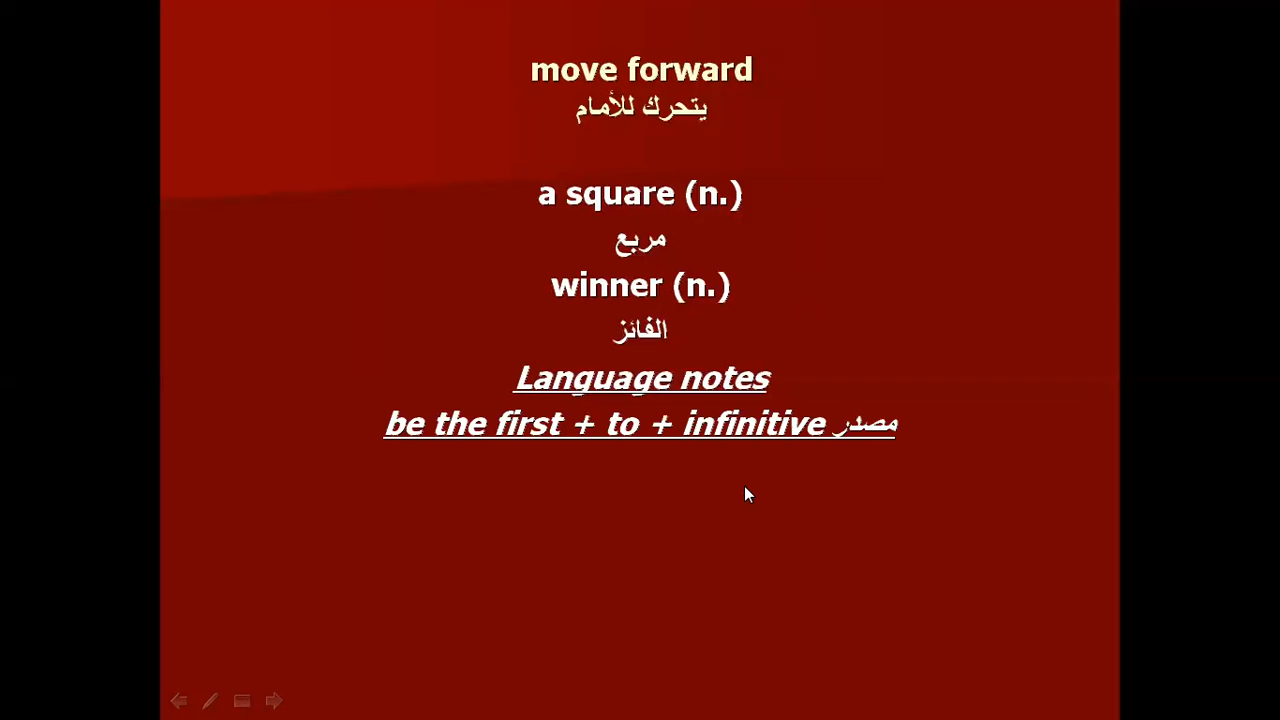 move forward
يتحرك للأمام
a square (n.)
مربع
winner (n.)
الفائز
Language notes
be the first + to + infinitive مصدر